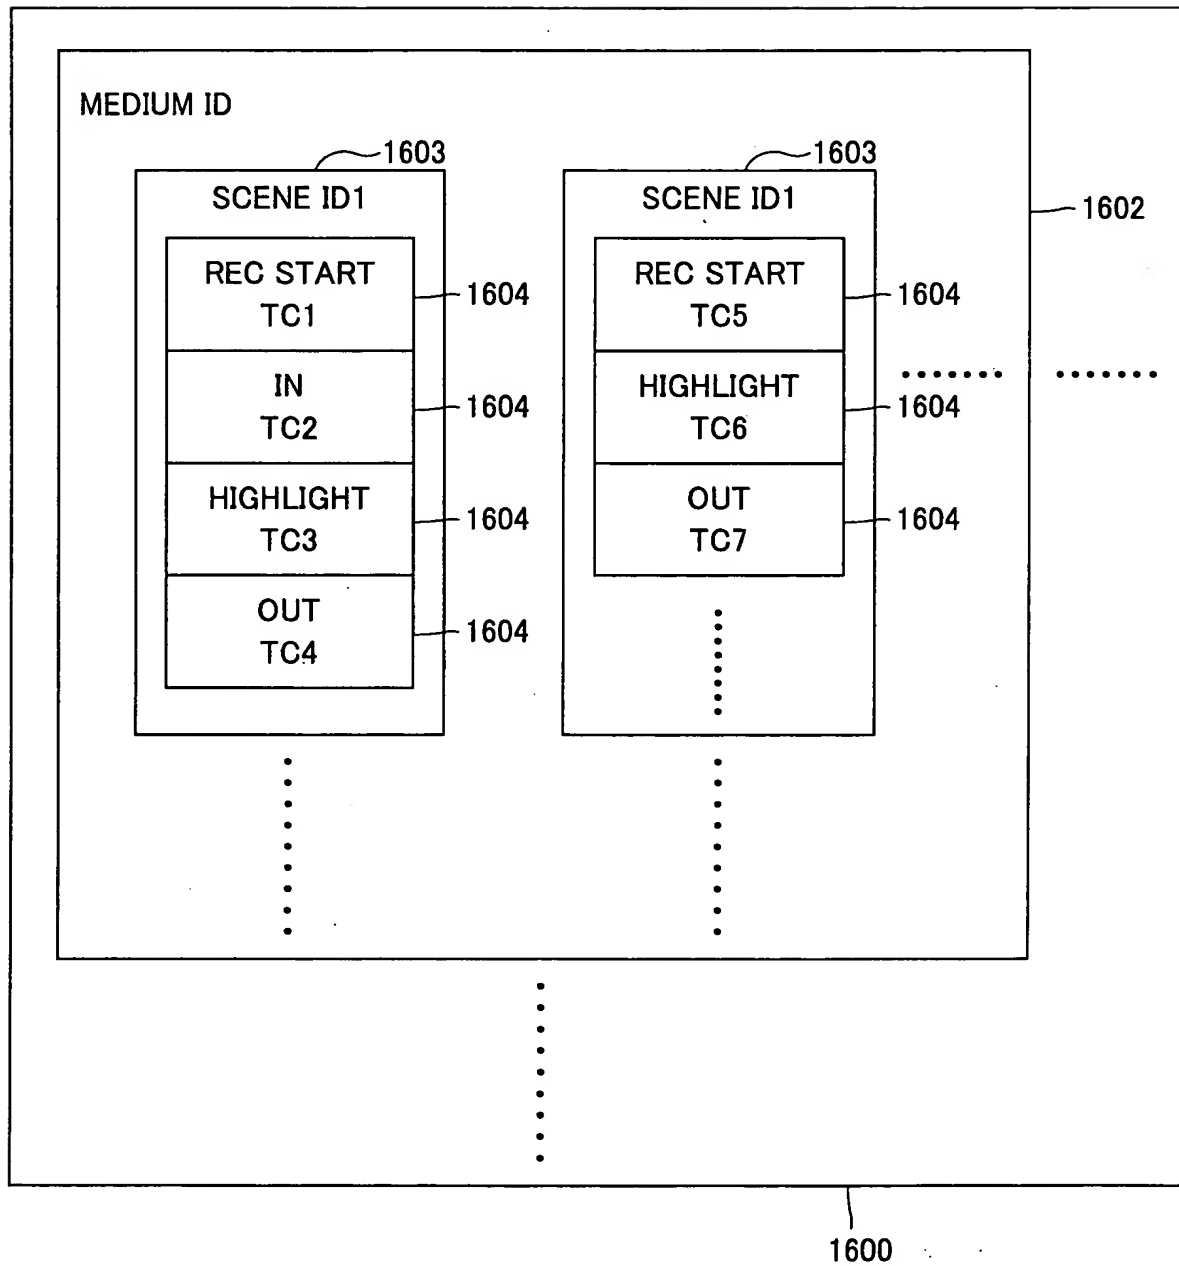 MEDIUM ID
1603
SCENE ID1
REC START
TC1
1604
IN
TC2
1604
HIGHLIGHT
TC3
1604
OUT
TC4
1604
1603
SCENE ID1
REC START
TC5
1604
HIGHLIGHT
TC6
1604
OUT
TC7
1604
1602
1600